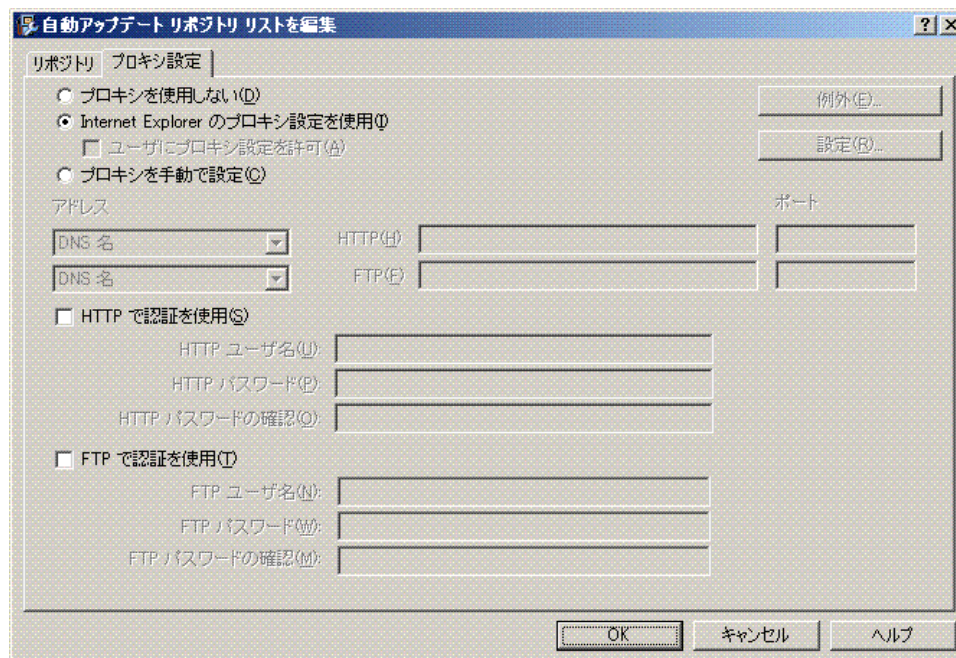 自動アップデート リポジトリ リストを編集
リポジトリ プロキシ設定
プロキシを使用しない(D)
例外(E)...
Internet Explorer のプロキシ設定を使用(I)
ユーザにプロキシ設定を許可(A)
設定(R)...
プロキシを手動で設定(C)
アドレス
ポート
DNS 名
HTTP(H)
DNS 名
FTP(F)
HTTP で認証を使用(S)
HTTP ユーザ名(U):
HTTP パスワード(P):
HTTP パスワードの確認(O):
FTP で認証を使用(T)
FTP ユーザ名(N):
FTP パスワード(W):
FTP パスワードの確認(M):
OK キャンセル ヘルプ